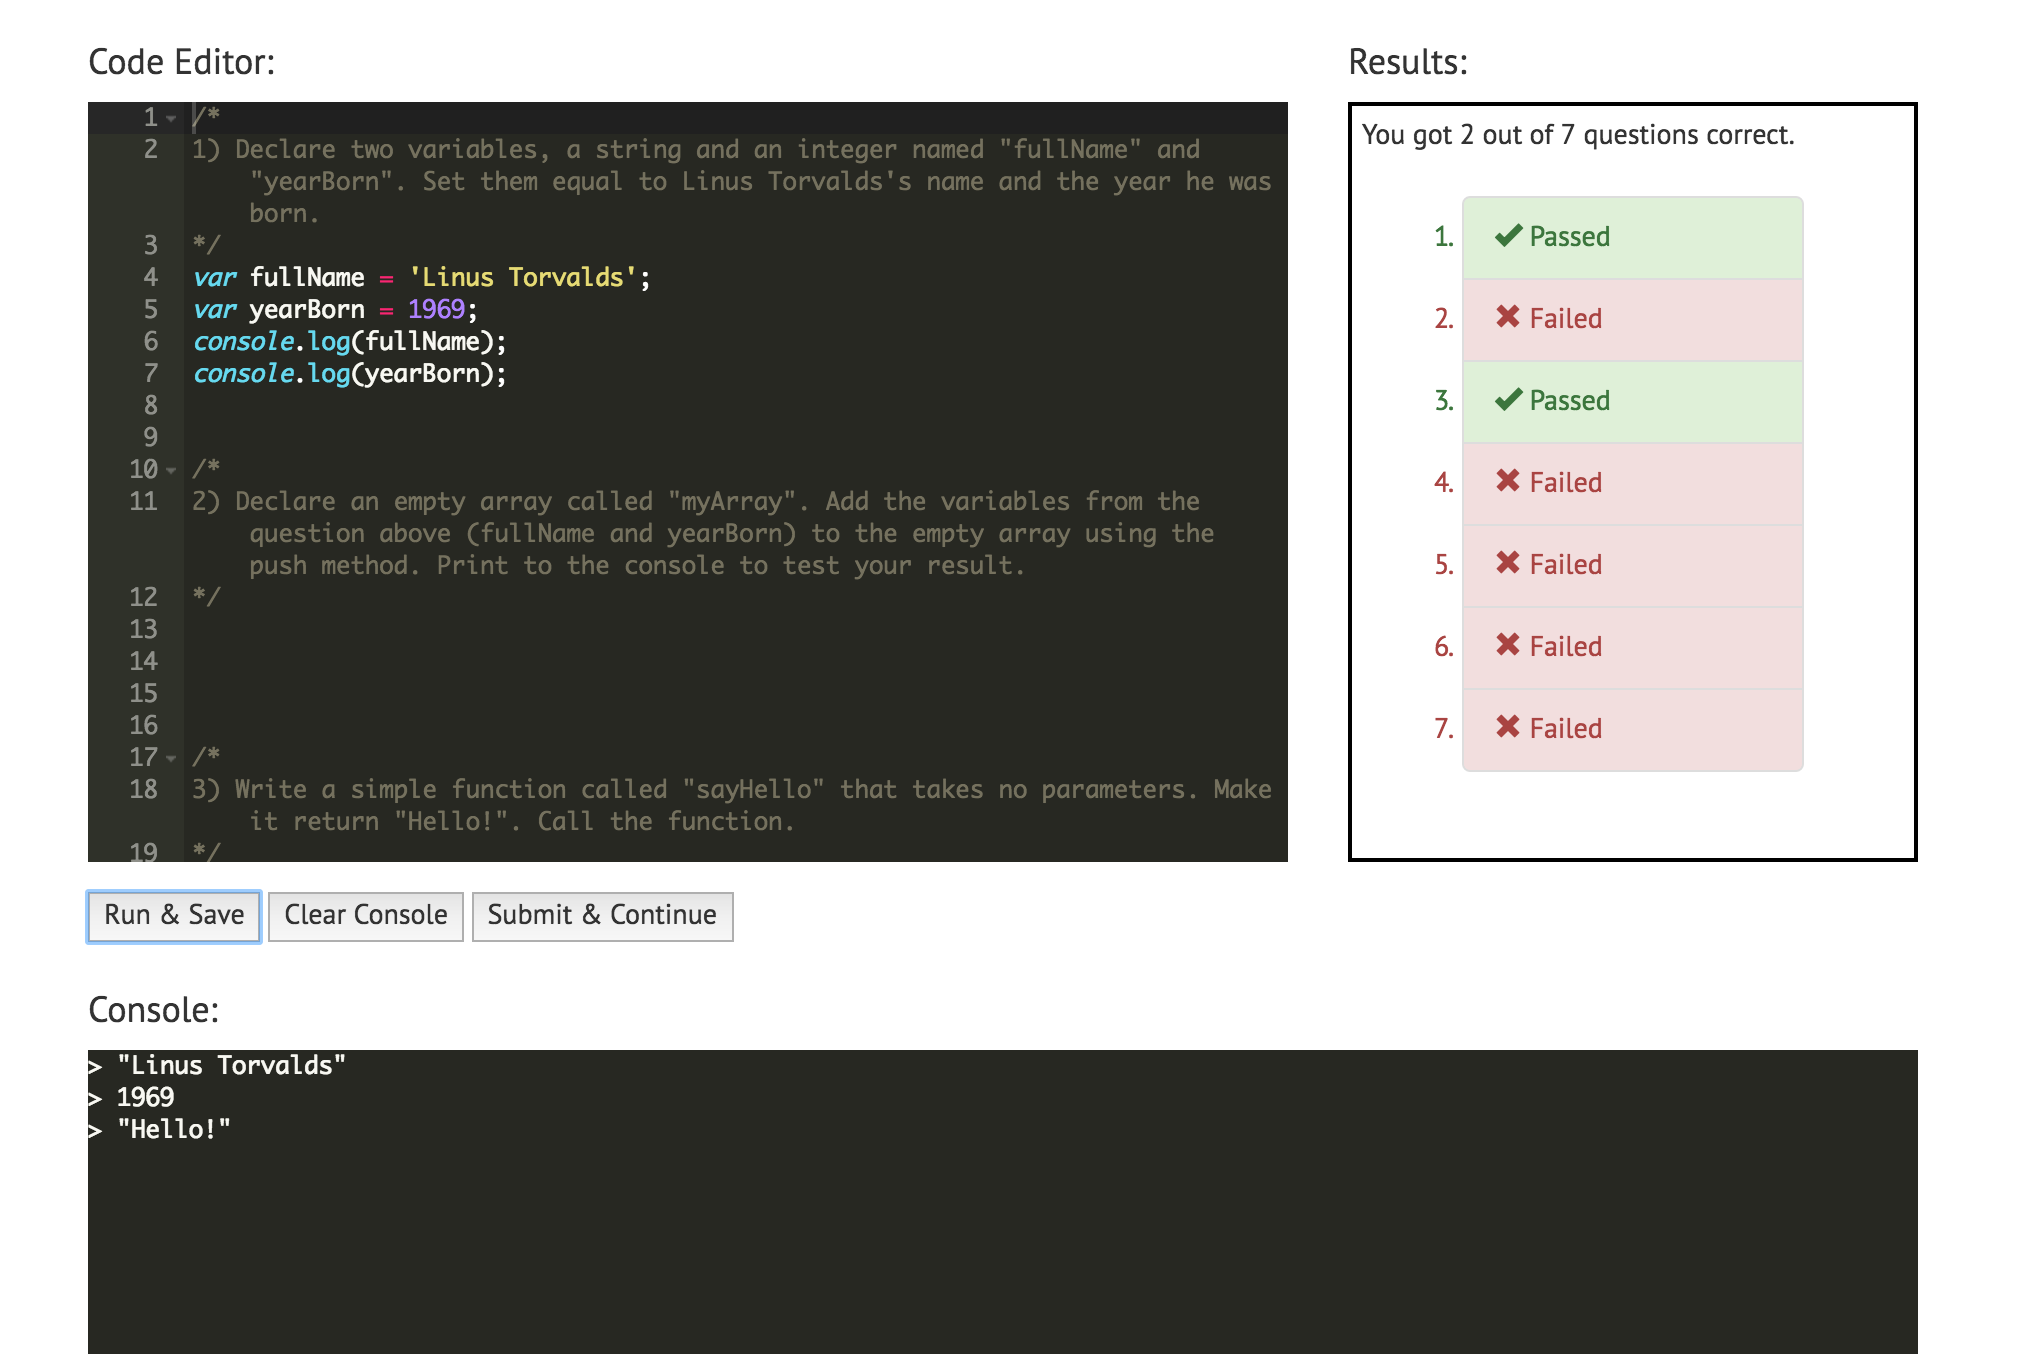 Code Editor:
1 /*
2 1) Declare two variables, a string and an integer named "fullName" and
"yearBorn". Set them equal to Linus Torvalds's name and the year he was
born.
3 */
4 var fullName = 'Linus Torvalds';
5 var yearBorn = 1969;
6 console.log(fullName);
7 console.log(yearBorn);
8
9
10 /*
11 2) Declare an empty array called "myArray". Add the variables from the
question above (fullName and yearBorn) to the empty array using the
push method. Print to the console to test your result.
12 */
13
14
15
16
17 /*
18 3) Write a simple function called "sayHello" that takes no parameters. Make
it return "Hello!". Call the function.
19 */
Results:
You got 2 out of 7 questions correct.
1. Passed
2. Failed
3. Passed
4. Failed
5. Failed
6. Failed
7. Failed
Run & Save Clear Console Submit & Continue
Console:
> "Linus Torvalds"
> 1969
> "Hello!"